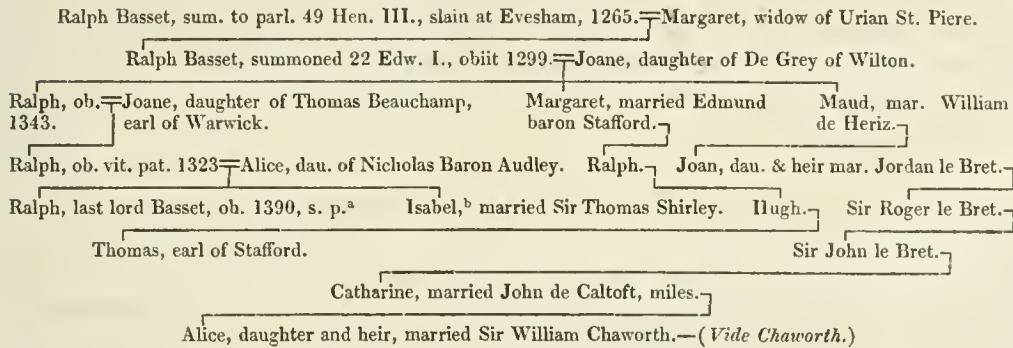 Ralph Basset, sum. to parl. 49 Hen. III., slain at Evesham, 1265. Margaret, widow of Urian St. Piere.
Ralph Basset, summoned 22 Edw. I., obiit 1299. Joane, daughter of De Grey of Wilton.
Ralph, ob. Joane, daughter of Thomas Beauchamp, Margaret, married Edmund Maud, mar. William
1343. earl of Warwick. baron Stafford. de Heriz.
Ralph, ob. vit. pat. 1323 Alice, dau. of Nicholas Baron Audley. Ralph. Joan, dau. & heir mar. Jordan le Bret.
Ralph, last lord Basset, ob. 1390, s. p.ᵃ Isabel,ᵇ married Sir Thomas Shirley. Hugh. Sir Roger le Bret.
Thomas, earl of Stafford. Sir John le Bret.
Catharine, married John de Caltoft, miles.
Alice, daughter and heir, married Sir William Chaworth.—(Vide Chaworth.)